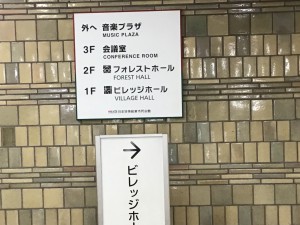 外へ 音楽プラザ
MUSIC PLAZA
3F 会議室
CONFERENCE ROOM
2F フォレストホール
FOREST HALL
1F ビレッジホール
VILLAGE HALL
→
ビレッジホー